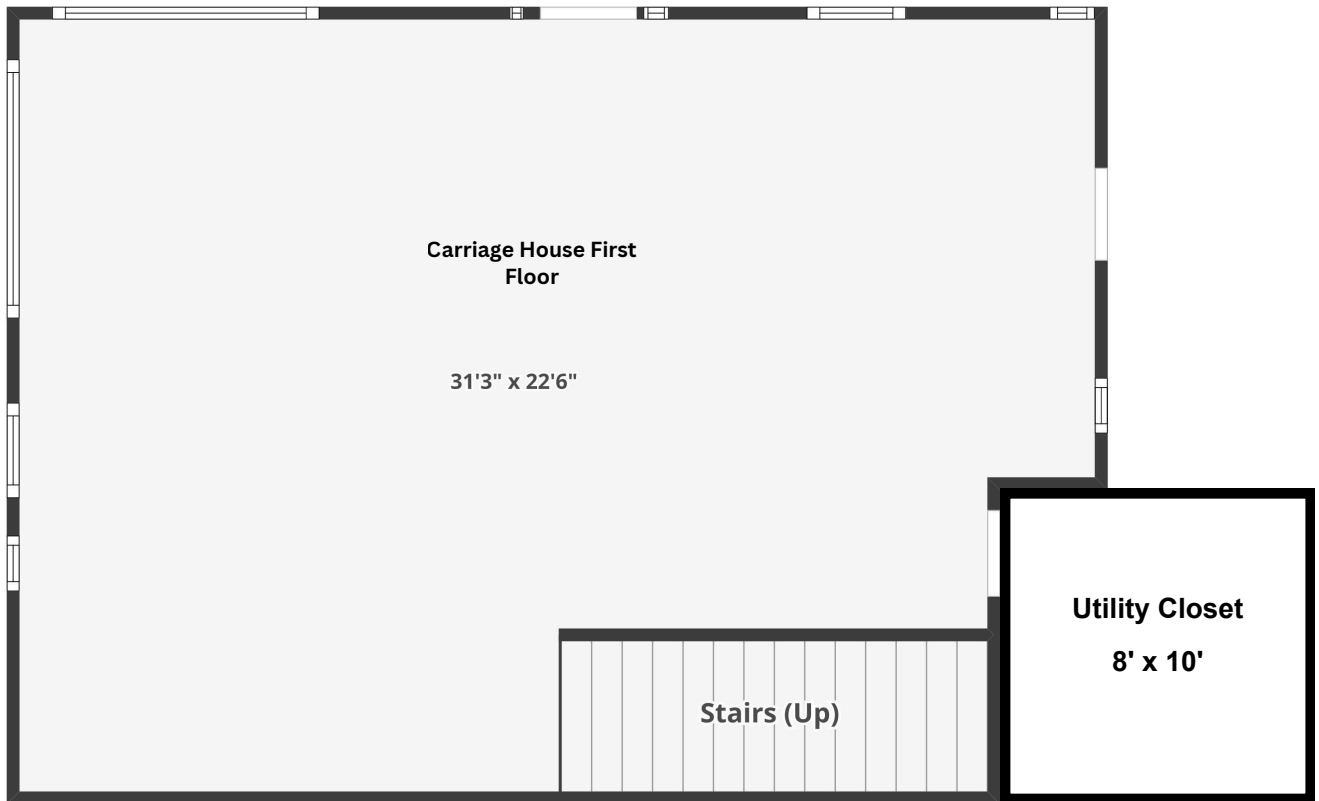 Carriage House First
Floor
31'3" x 22'6"
Utility Closet
8' x 10'
Stairs (Up)